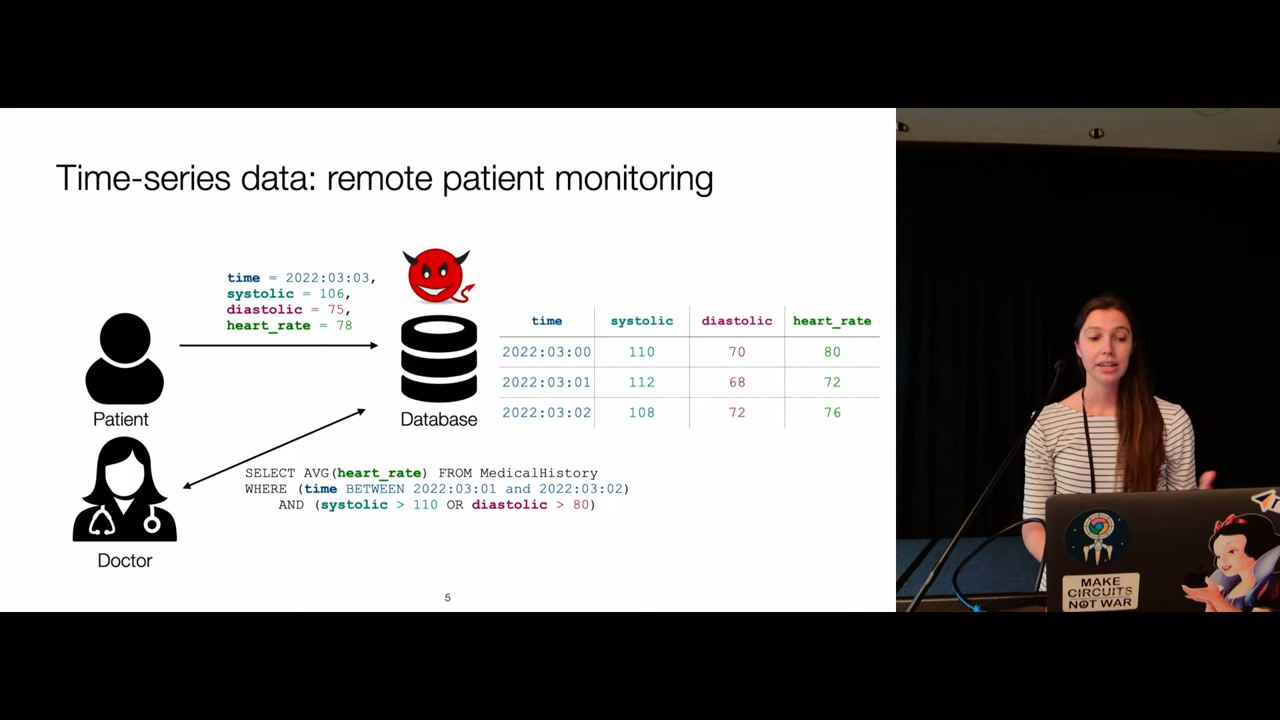 Time-series data: remote patient monitoring
time = 2022:03:03,
systolic = 106,
diastolic = 75,
heart_rate = 78
time systolic diastolic heart_rate
2022:03:00 110 70 80
2022:03:01 112 68 72
2022:03:02 108 72 76
Patient
Database
SELECT AVG(heart_rate) FROM MedicalHistory
WHERE (time BETWEEN 2022:03:01 and 2022:03:02)
AND (systolic > 110 OR diastolic > 80)
Doctor
5
MAKE
CIRCUITS
NOT WAR